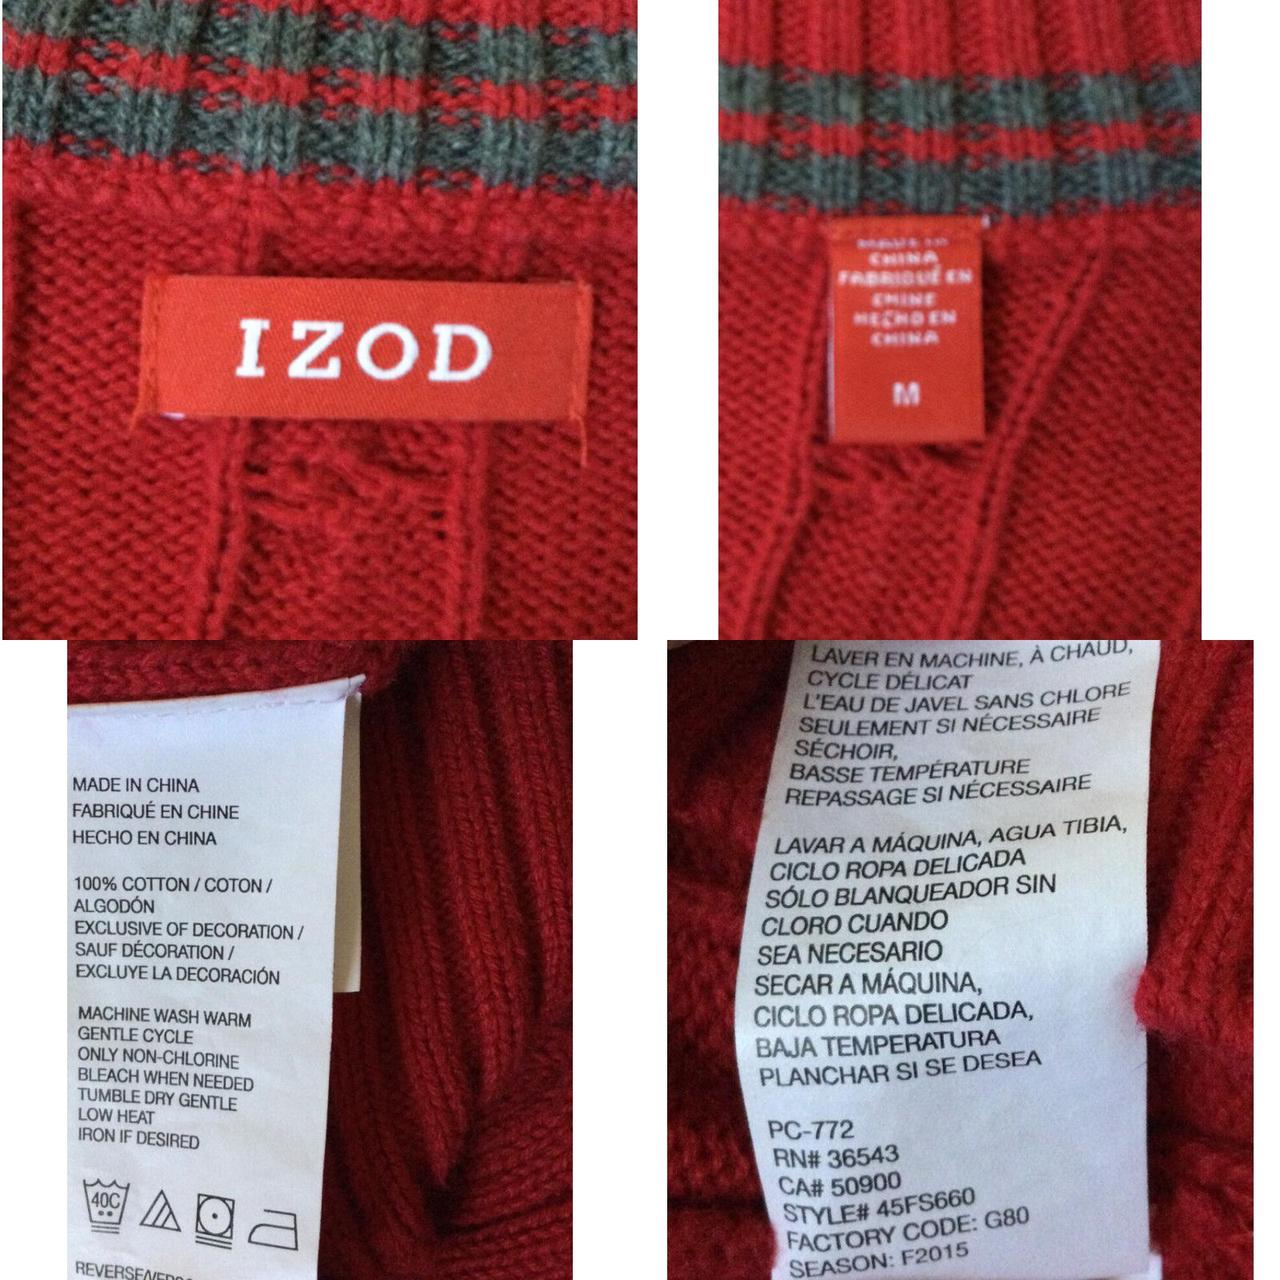 IZOD
MADE IN
CHINA
FABRIQUÉ EN
CHINE
HECHO EN
CHINA
M
MADE IN CHINA
FABRIQUÉ EN CHINE
HECHO EN CHINA
100% COTTON / COTON /
ALGODÓN
EXCLUSIVE OF DECORATION /
SAUF DÉCORATION /
EXCLUYE LA DECORACIÓN
MACHINE WASH WARM
GENTLE CYCLE
ONLY NON-CHLORINE
BLEACH WHEN NEEDED
TUMBLE DRY GENTLE
LOW HEAT
IRON IF DESIRED
40C
LAVER EN MACHINE, À CHAUD,
CYCLE DÉLICAT
L'EAU DE JAVEL SANS CHLORE
SEULEMENT SI NÉCESSAIRE
SÉCHOIR,
BASSE TEMPÉRATURE
REPASSAGE SI NÉCESSAIRE
LAVAR A MÁQUINA, AGUA TIBIA,
CICLO ROPA DELICADA
SÓLO BLANQUEADOR SIN
CLORO CUANDO
SEA NECESARIO
SECAR A MÁQUINA,
CICLO ROPA DELICADA,
BAJA TEMPERATURA
PLANCHAR SI SE DESEA
PC-772
RN# 36543
CA# 50900
STYLE# 45FS660
FACTORY CODE: G80
SEASON: F2015